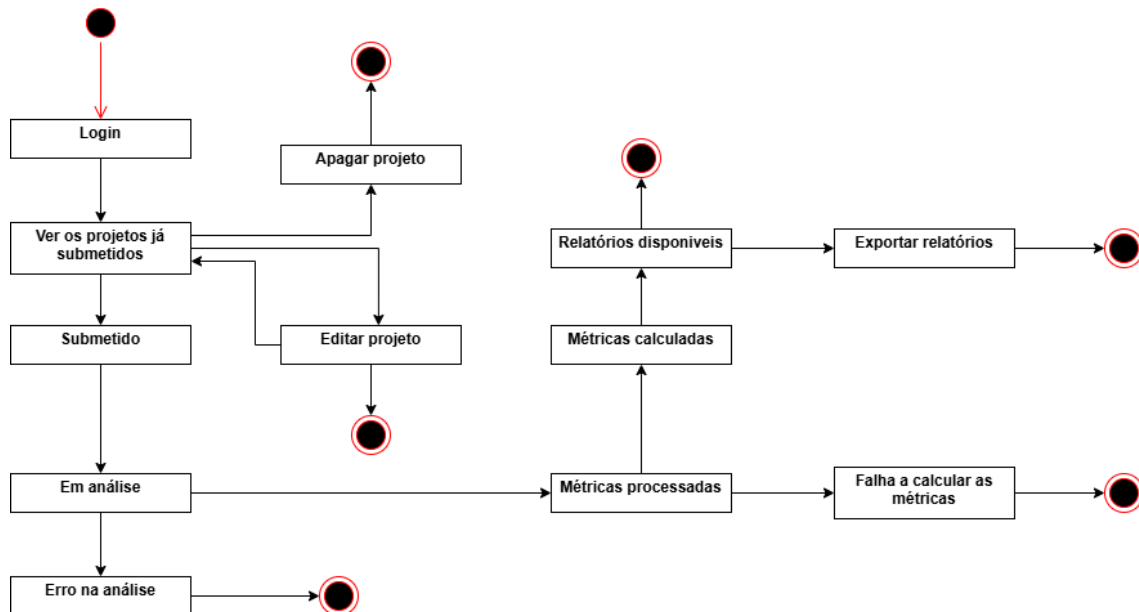 Login
Apagar projeto
Ver os projetos já
submetidos
Relatórios disponiveis
Exportar relatórios
Submetido
Editar projeto
Métricas calculadas
Em análise
Métricas processadas
Falha a calcular as
métricas
Erro na análise